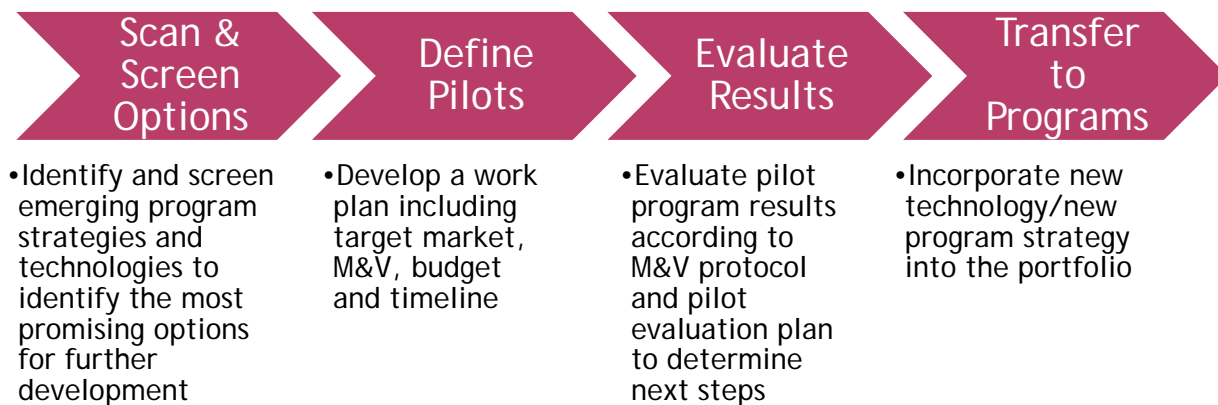 Scan &
Screen
Options
Define
Pilots
Evaluate
Results
Transfer
to
Programs
•Identify and screen
emerging program
strategies and
technologies to
identify the most
promising options
for further
development
•Develop a work
plan including
target market,
M&V, budget
and timeline
•Evaluate pilot
program results
according to
M&V protocol
and pilot
evaluation plan
to determine
next steps
•Incorporate new
technology/new
program strategy
into the portfolio